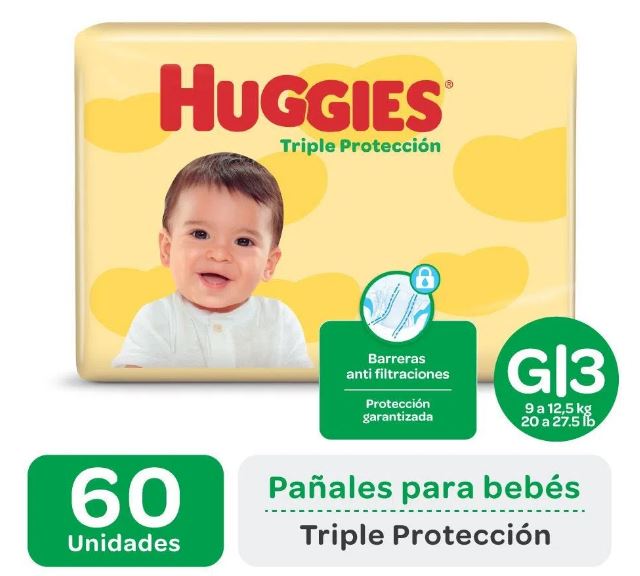 HUGGIES®
Triple Protección
Barreras
anti filtraciones
Protección
garantizada
G|3
9 a 12,5 kg
20 a 27.5 lb
60
Unidades
Pañales para bebés
Triple Protección